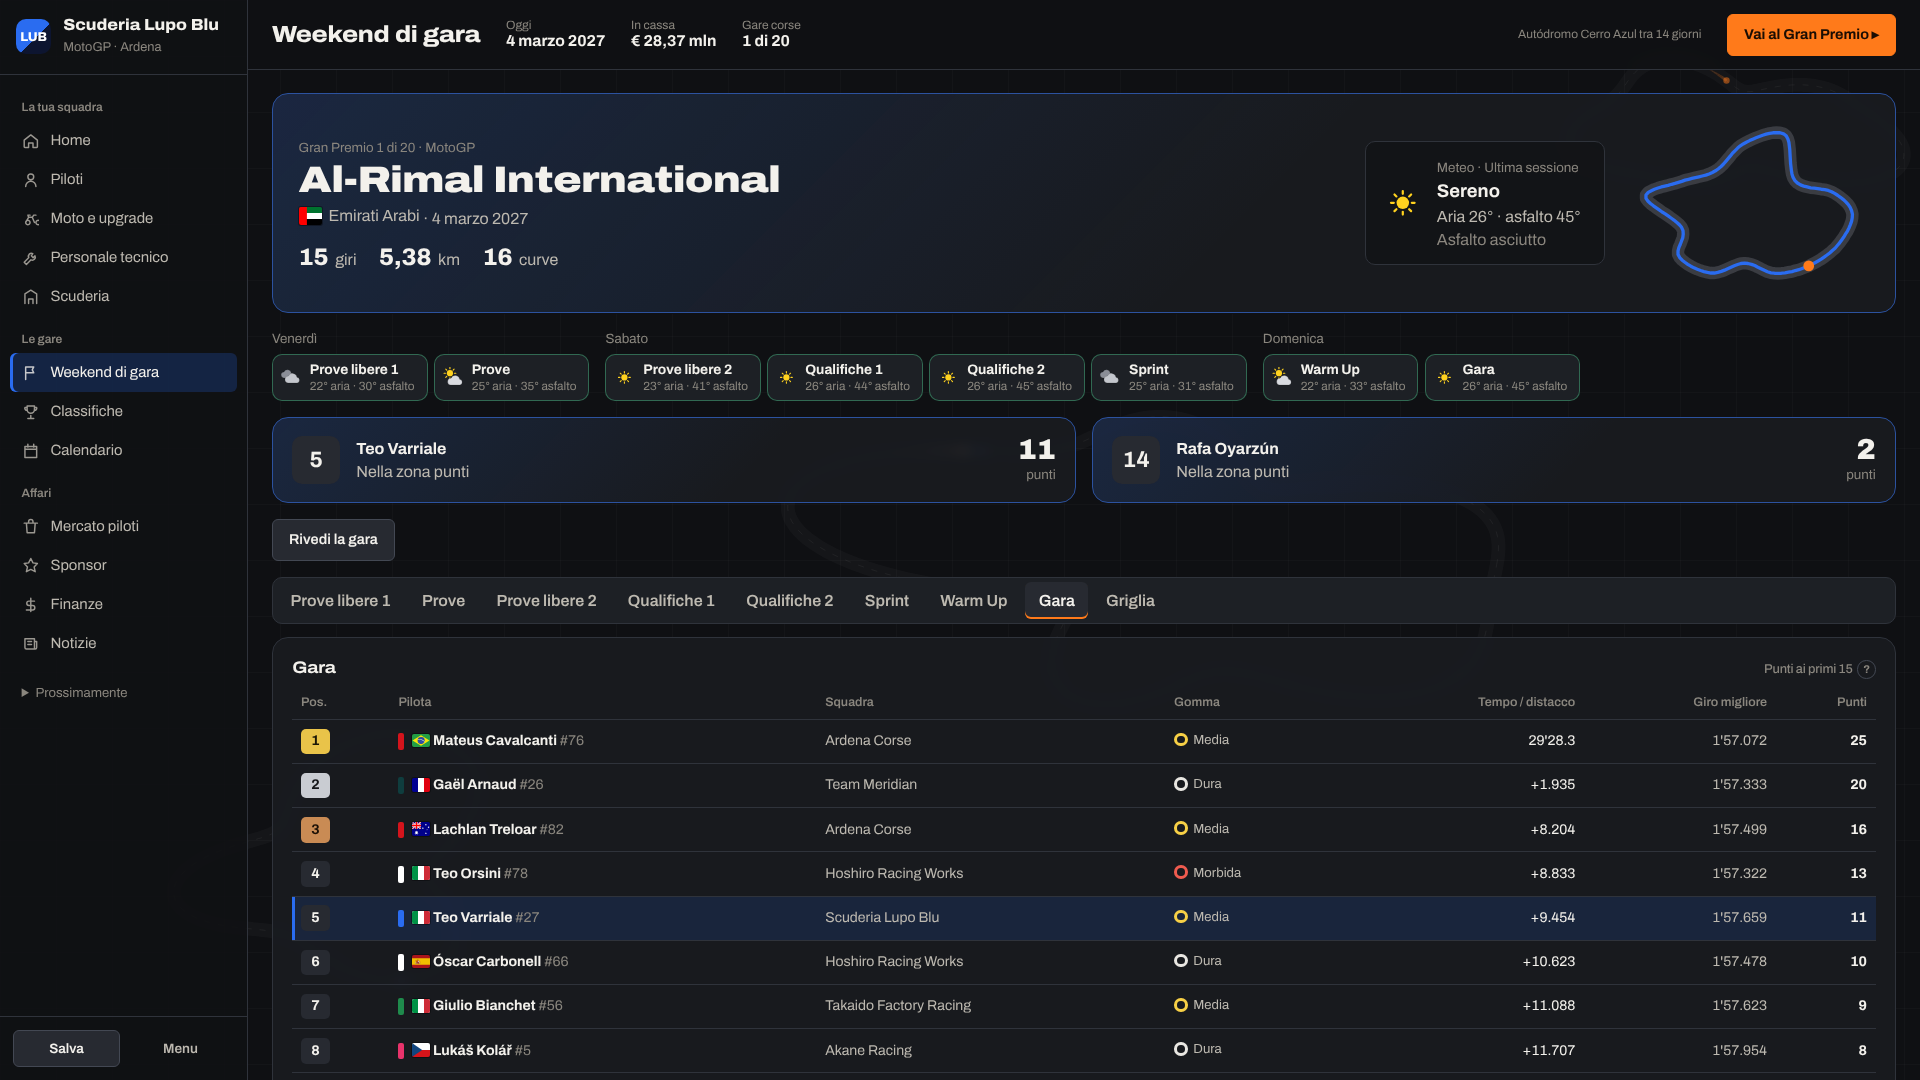 LUB
Scuderia Lupo Blu
MotoGP · Ardena
La tua squadra
Home
Piloti
Moto e upgrade
Personale tecnico
Scuderia
Le gare
Weekend di gara
Classifiche
Calendario
Affari
Mercato piloti
Sponsor
Finanze
Notizie
Prossimamente
Salva Menu
Weekend di gara
Oggi
4 marzo 2027
In cassa
€ 28,37 mln
Gare corse
1 di 20
Autódromo Cerro Azul tra 14 giorni
Vai al Gran Premio ▸
Gran Premio 1 di 20 · MotoGP
Al-Rimal International
Emirati Arabi · 4 marzo 2027
15 giri 5,38 km 16 curve
Meteo · Ultima sessione
Sereno
Aria 26° · asfalto 45°
Asfalto asciutto
Venerdì
Prove libere 1
22° aria · 30° asfalto
Prove
25° aria · 35° asfalto
Sabato
Prove libere 2
23° aria · 41° asfalto
Qualifiche 1
26° aria · 44° asfalto
Qualifiche 2
26° aria · 45° asfalto
Sprint
25° aria · 31° asfalto
Domenica
Warm Up
22° aria · 33° asfalto
Gara
26° aria · 45° asfalto
5
Teo Varriale
Nella zona punti
11
punti
14
Rafa Oyarzún
Nella zona punti
2
punti
Rivedi la gara
Prove libere 1 Prove Prove libere 2 Qualifiche 1 Qualifiche 2 Sprint Warm Up Gara Griglia
Gara
Punti ai primi 15 ?
Pos. Pilota Squadra Gomma Tempo / distacco Giro migliore Punti
1 Mateus Cavalcanti #76 Ardena Corse Media 29'28.3 1'57.072 25
2 Gaël Arnaud #26 Team Meridian Dura +1.935 1'57.333 20
3 Lachlan Treloar #82 Ardena Corse Media +8.204 1'57.499 16
4 Teo Orsini #78 Hoshiro Racing Works Morbida +8.833 1'57.322 13
5 Teo Varriale #27 Scuderia Lupo Blu Media +9.454 1'57.659 11
6 Óscar Carbonell #66 Hoshiro Racing Works Dura +10.623 1'57.478 10
7 Giulio Bianchet #56 Takaido Factory Racing Media +11.088 1'57.623 9
8 Lukáš Kolář #5 Akane Racing Dura +11.707 1'57.954 8